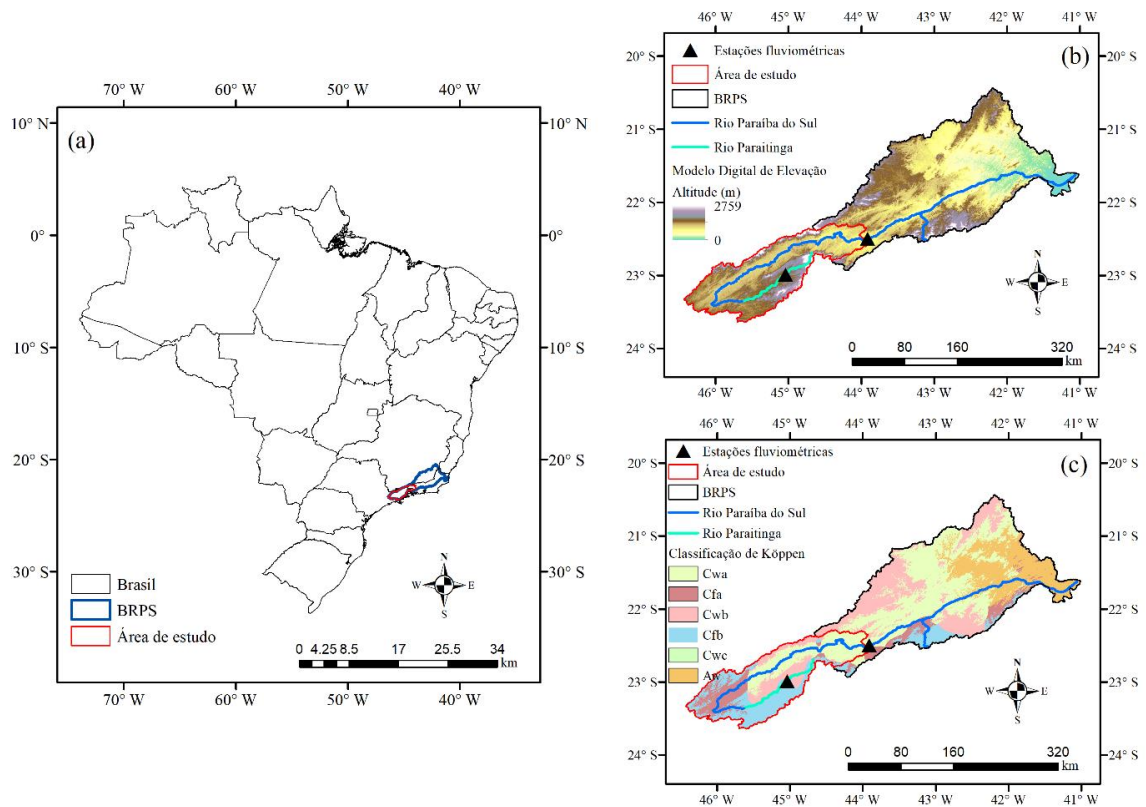 (a)
70° W 60° W 50° W 40° W
10° N 10° N
0° 0°
10° S 10° S
20° S 20° S
30° S 30° S
70° W 60° W 50° W 40° W
Brasil
BRPS
Área de estudo
N
W E
S
0 4.25 8.5 17 25.5 34
km
46° W 45° W 44° W 43° W 42° W 41° W
(b)
Estações fluviométricas
Área de estudo
BRPS
Rio Paraíba do Sul
Rio Paraitinga
Modelo Digital de Elevação
Altitude (m)
2759
0
20° S 20° S
21° S 21° S
22° S 22° S
23° S 23° S
24° S 24° S
N
W E
S
0 80 160 320
km
46° W 45° W 44° W 43° W 42° W 41° W
46° W 45° W 44° W 43° W 42° W 41° W
(c)
Estações fluviométricas
Área de estudo
BRPS
Rio Paraíba do Sul
Rio Paraitinga
Classificação de Köppen
Cwa
Cfa
Cwb
Cfb
Cwc
Aw
20° S 20° S
21° S 21° S
22° S 22° S
23° S 23° S
24° S 24° S
N
W E
S
0 80 160 320
km
46° W 45° W 44° W 43° W 42° W 41° W